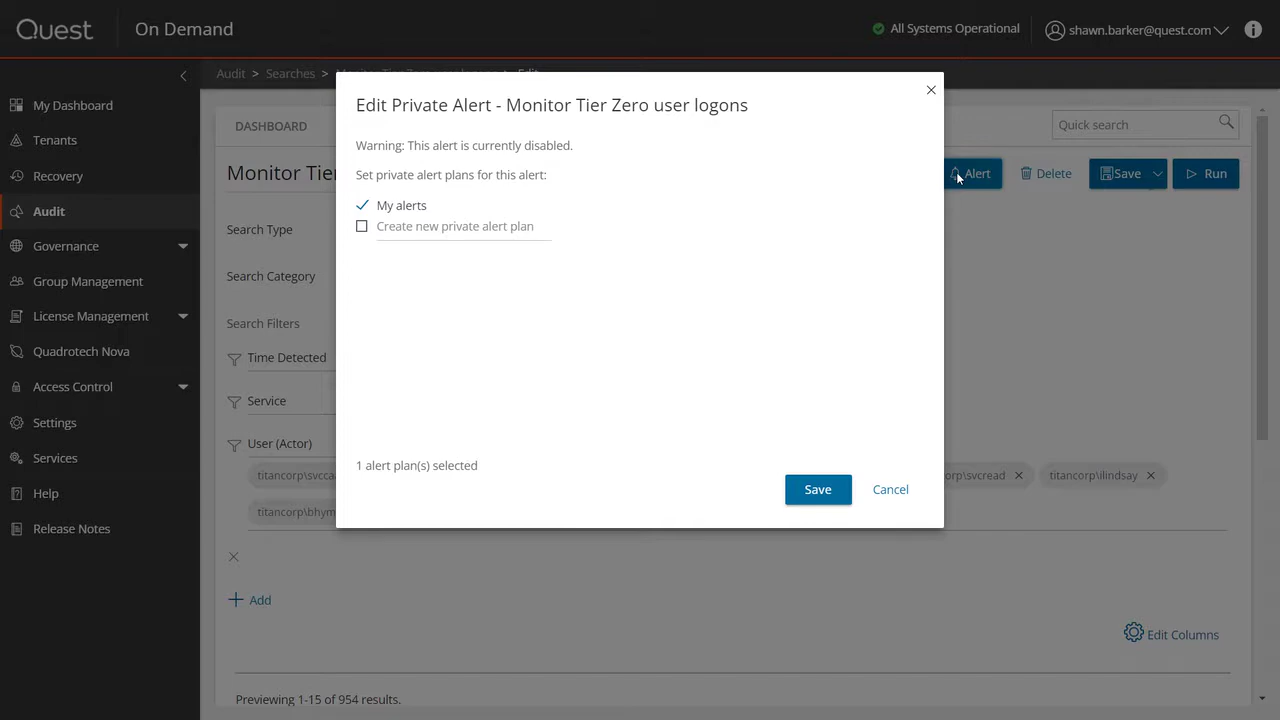 Quest
On Demand
All Systems Operational
shawn.barker@quest.com
Audit > Searches >
Edit
My Dashboard
Tenants
Recovery
Audit
Governance
Group Management
License Management
Quadrotech Nova
Access Control
Settings
Services
Help
Release Notes
DASHBOARD
Quick search
Monitor Tier
Alert
Delete
Save
Run
Search Type
Search Category
Search Filters
Time Detected
Service
User (Actor)
titancorp\svcca
corp\svcread
titancorp\ilindsay
titancorp\bhym
Add
Edit Columns
Previewing 1-15 of 954 results.
Edit Private Alert - Monitor Tier Zero user logons
Warning: This alert is currently disabled.
Set private alert plans for this alert:
My alerts
Create new private alert plan
1 alert plan(s) selected
Save
Cancel